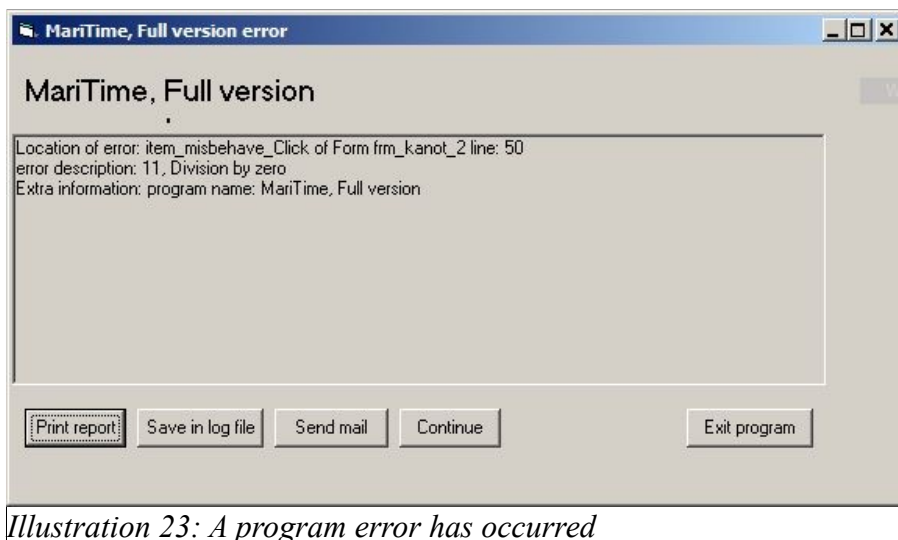 MariTime, Full version error
MariTime, Full version
Location of error: item_misbehave_Click of Form frm_kanot_2 line: 50
error description: 11, Division by zero
Extra information: program name: MariTime, Full version
Print report
Save in log file
Send mail
Continue
Exit program
Illustration 23: A program error has occurred